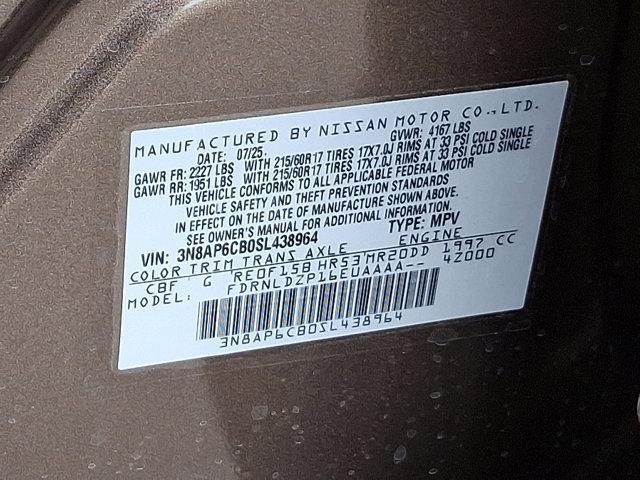 MANUFACTURED BY NISSAN MOTOR CO.,LTD.
DATE: 07/25. GVWR: 4167 LBS
GAWR FR: 2227 LBS WITH 215/60R17 TIRES 17X7.0J RIMS AT 33 PSI COLD SINGLE
GAWR RR: 1951 LBS WITH 215/60R17 TIRES 17X7.0J RIMS AT 33 PSI COLD SINGLE
THIS VEHICLE CONFORMS TO ALL APPLICABLE FEDERAL MOTOR
VEHICLE SAFETY AND THEFT PREVENTION STANDARDS
IN EFFECT ON THE DATE OF MANUFACTURE SHOWN ABOVE.
SEE OWNER'S MANUAL FOR ADDITIONAL INFORMATION.
VIN: 3N8AP6CB0SL438964 TYPE: MPV
COLOR TRIM TRANS AXLE ENGINE
CBF G RE0F15B HR53 MR20DD 1997 CC
MODEL: FDRNLDZP16EUAAAA-- 4Z000
3N8AP6CB0SL438964